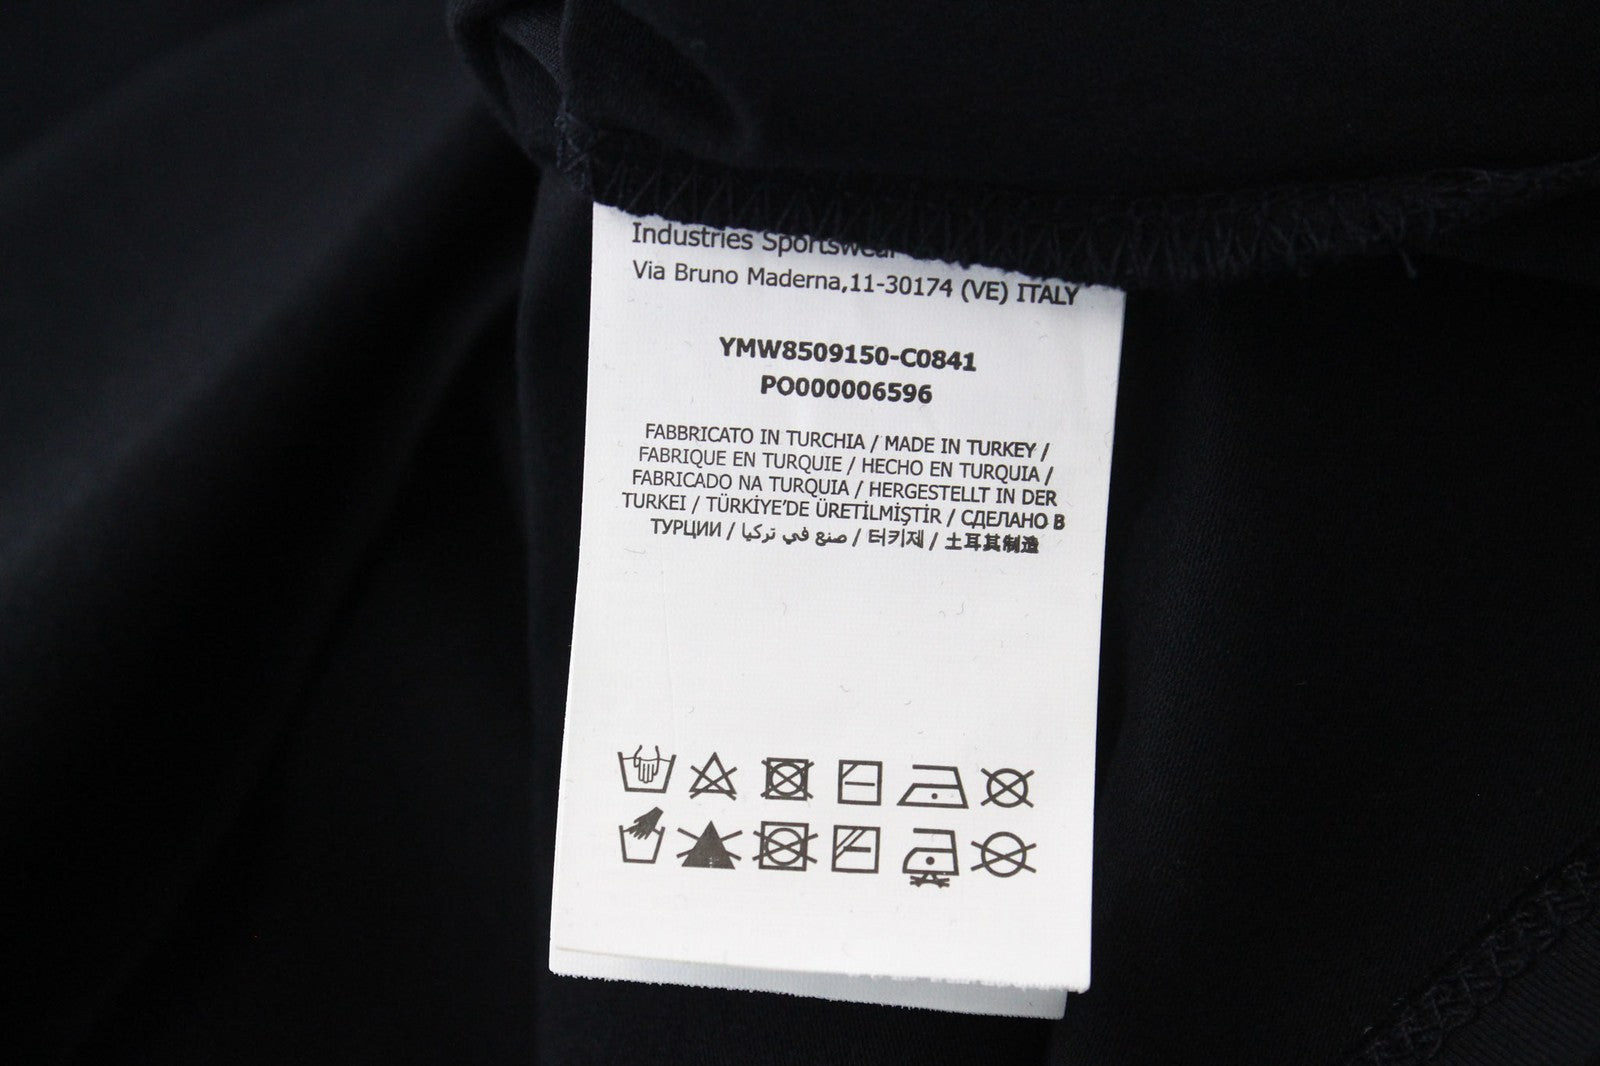 Industries Sportswear
Via Bruno Maderna,11-30174 (VE) ITALY
YMW8509150-C0841
PO000006596
FABBRICATO IN TURCHIA / MADE IN TURKEY /
FABRIQUE EN TURQUIE / HECHO EN TURQUIA /
FABRICADO NA TURQUIA / HERGESTELLT IN DER
TURKEI / TÜRKİYE'DE ÜRETİLMİŞTİR / СДЕЛАНО В
ТУРЦИИ / صنع في تركيا / 터키제 / 土耳其制造